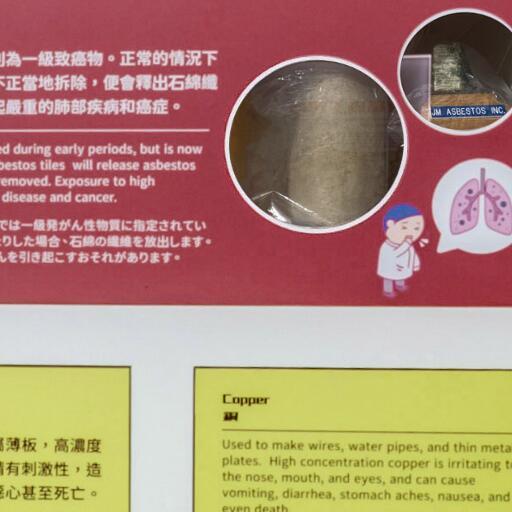 為一級致癌物。正常的情況下
不正當地拆除，便會釋出石綿纖
嚴重的肺部疾病和癌症。
ed during early periods, but is now
bestos tiles will release asbestos
removed. Exposure to high
disease and cancer.
では一級発がん性物質に指定されてい
りした場合、石綿の繊維を放出します。
んを引き起こすおそれがあります。
JM ASBESTOS INC.
薄板，高濃度
有刺激性，造
噁心甚至死亡。
Copper
銅
Used to make wires, water pipes, and thin meta
plates. High concentration copper is irritating to
the nose, mouth, and eyes, and can cause
vomiting, diarrhea, stomach aches, nausea, and
even death.